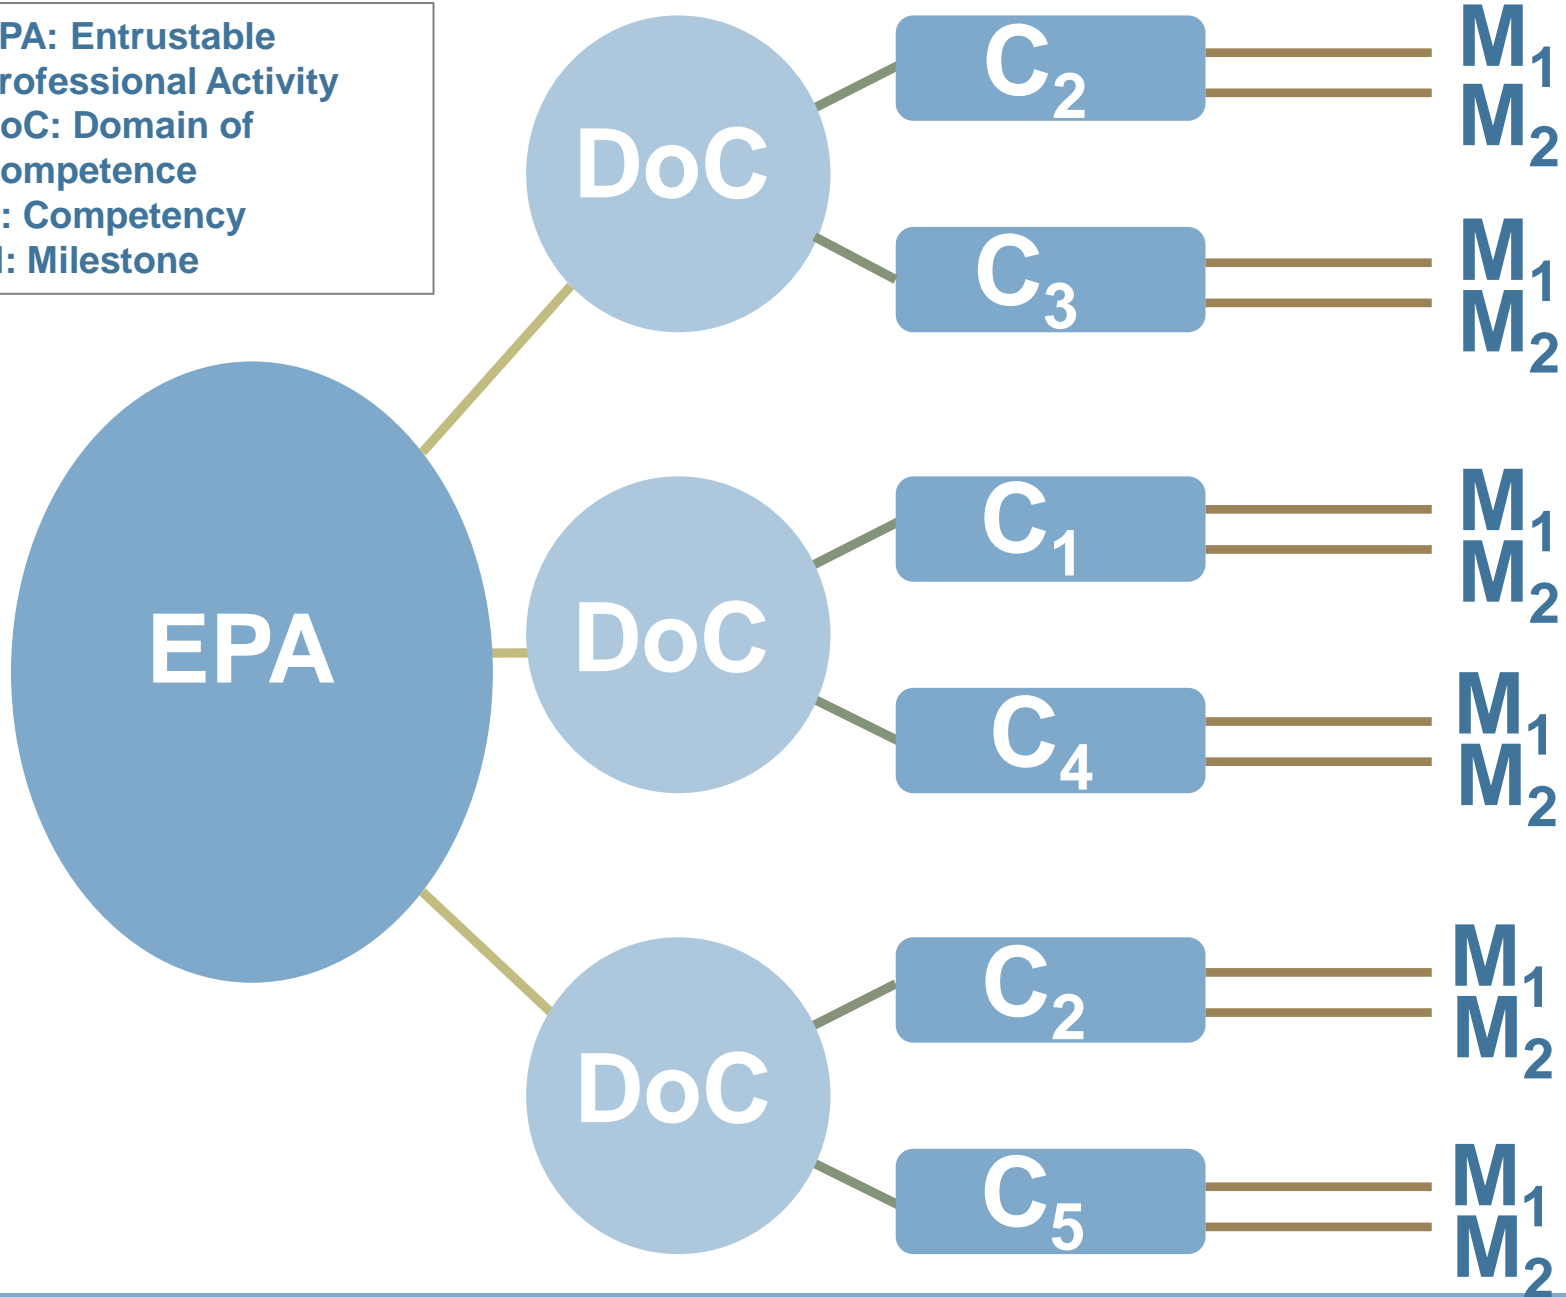 PA: Entrustable
rofessional Activity
oC: Domain of
ompetence
: Competency
: Milestone
EPA
DoC
C2
M1
M2
C3
M1
M2
DoC
C1
M1
M2
C4
M1
M2
DoC
C2
M1
M2
C5
M1
M2